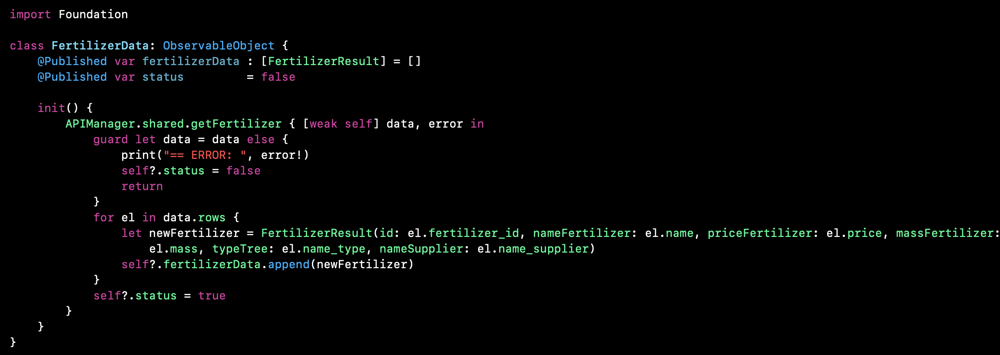 import Foundation

class FertilizerData: ObservableObject {
    @Published var fertilizerData : [FertilizerResult] = []
    @Published var status         = false

    init() {
        APIManager.shared.getFertilizer { [weak self] data, error in
            guard let data = data else {
                print("== ERROR: ", error!)
                self?.status = false
                return
            }
            for el in data.rows {
                let newFertilizer = FertilizerResult(id: el.fertilizer_id, nameFertilizer: el.name, priceFertilizer: el.price, massFertilizer:
                    el.mass, typeTree: el.name_type, nameSupplier: el.name_supplier)
                self?.fertilizerData.append(newFertilizer)
            }
            self?.status = true
        }
    }
}